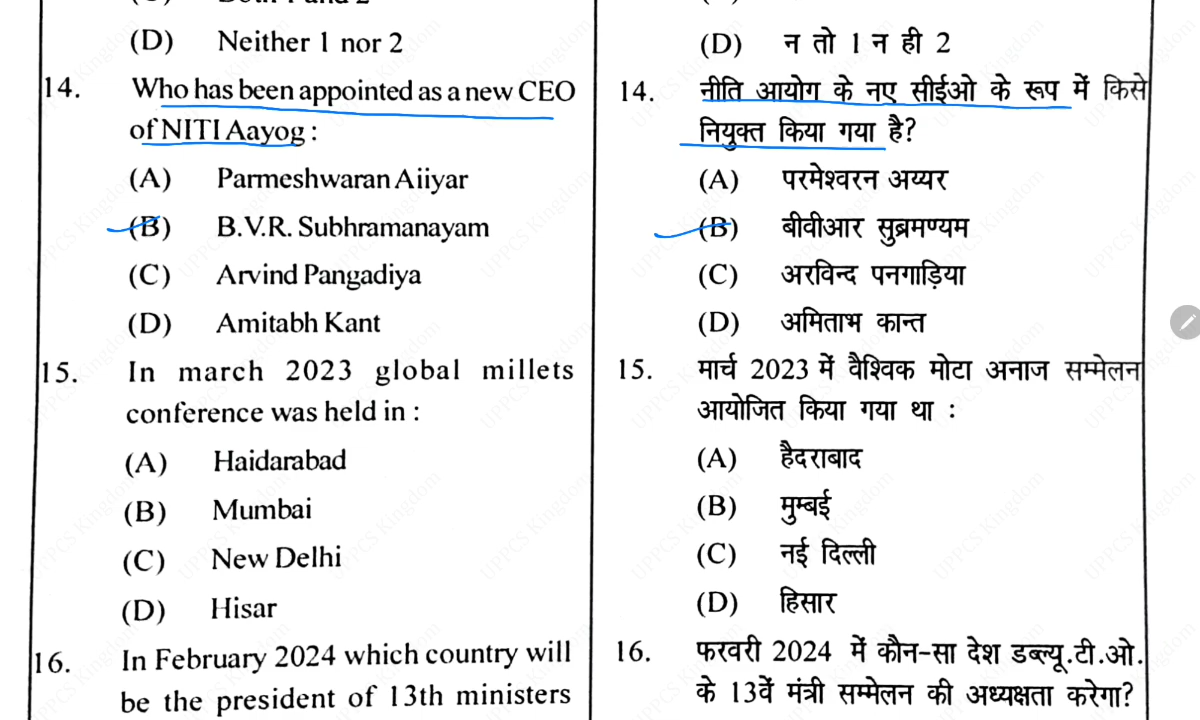 (D) Neither 1 nor 2
14. Who has been appointed as a new CEO
of NITI Aayog :
(A) Parmeshwaran Aiiyar
(B) B.V.R. Subhramanayam
(C) Arvind Pangadiya
(D) Amitabh Kant
15. In march 2023 global millets
conference was held in :
(A) Haidarabad
(B) Mumbai
(C) New Delhi
(D) Hisar
16. In February 2024 which country will
be the president of 13th ministers
(D) न तो 1 न ही 2
14. नीति आयोग के नए सीईओ के रूप में किसे
नियुक्त किया गया है?
(A) परमेश्वरन अय्यर
(B) बीवीआर सुब्रमण्यम
(C) अरविन्द पनगाड़िया
(D) अमिताभ कान्त
15. मार्च 2023 में वैश्विक मोटा अनाज सम्मेलन
आयोजित किया गया था :
(A) हैदराबाद
(B) मुम्बई
(C) नई दिल्ली
(D) हिसार
16. फरवरी 2024 में कौन-सा देश डब्ल्यू.टी.ओ.
के 13वें मंत्री सम्मेलन की अध्यक्षता करेगा?
UPPCS Kingdom